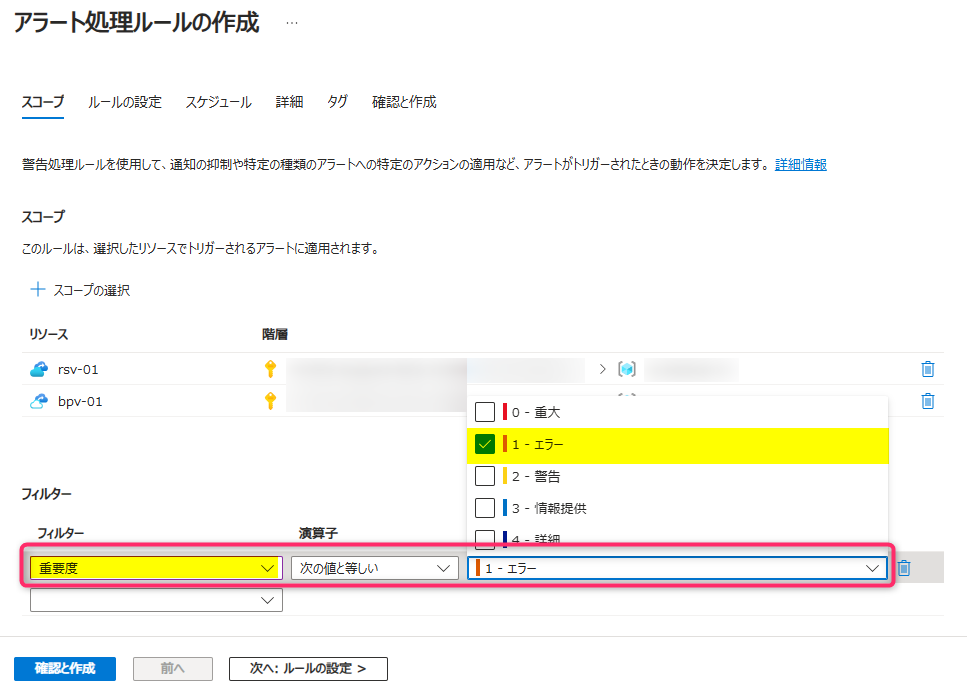 アラート処理ルールの作成 …
スコープ ルールの設定 スケジュール 詳細 タグ 確認と作成
警告処理ルールを使用して、通知の抑制や特定の種類のアラートへの特定のアクションの適用など、アラートがトリガーされたときの動作を決定します。 詳細情報
スコープ
このルールは、選択したリソースでトリガーされるアラートに適用されます。
+ スコープの選択
リソース 階層
rsv-01 >
bpv-01
0 - 重大
1 - エラー
2 - 警告
3 - 情報提供
4 - 詳細
フィルター
フィルター 演算子
重要度 次の値と等しい 1 - エラー
確認と作成 前へ 次へ: ルールの設定 >